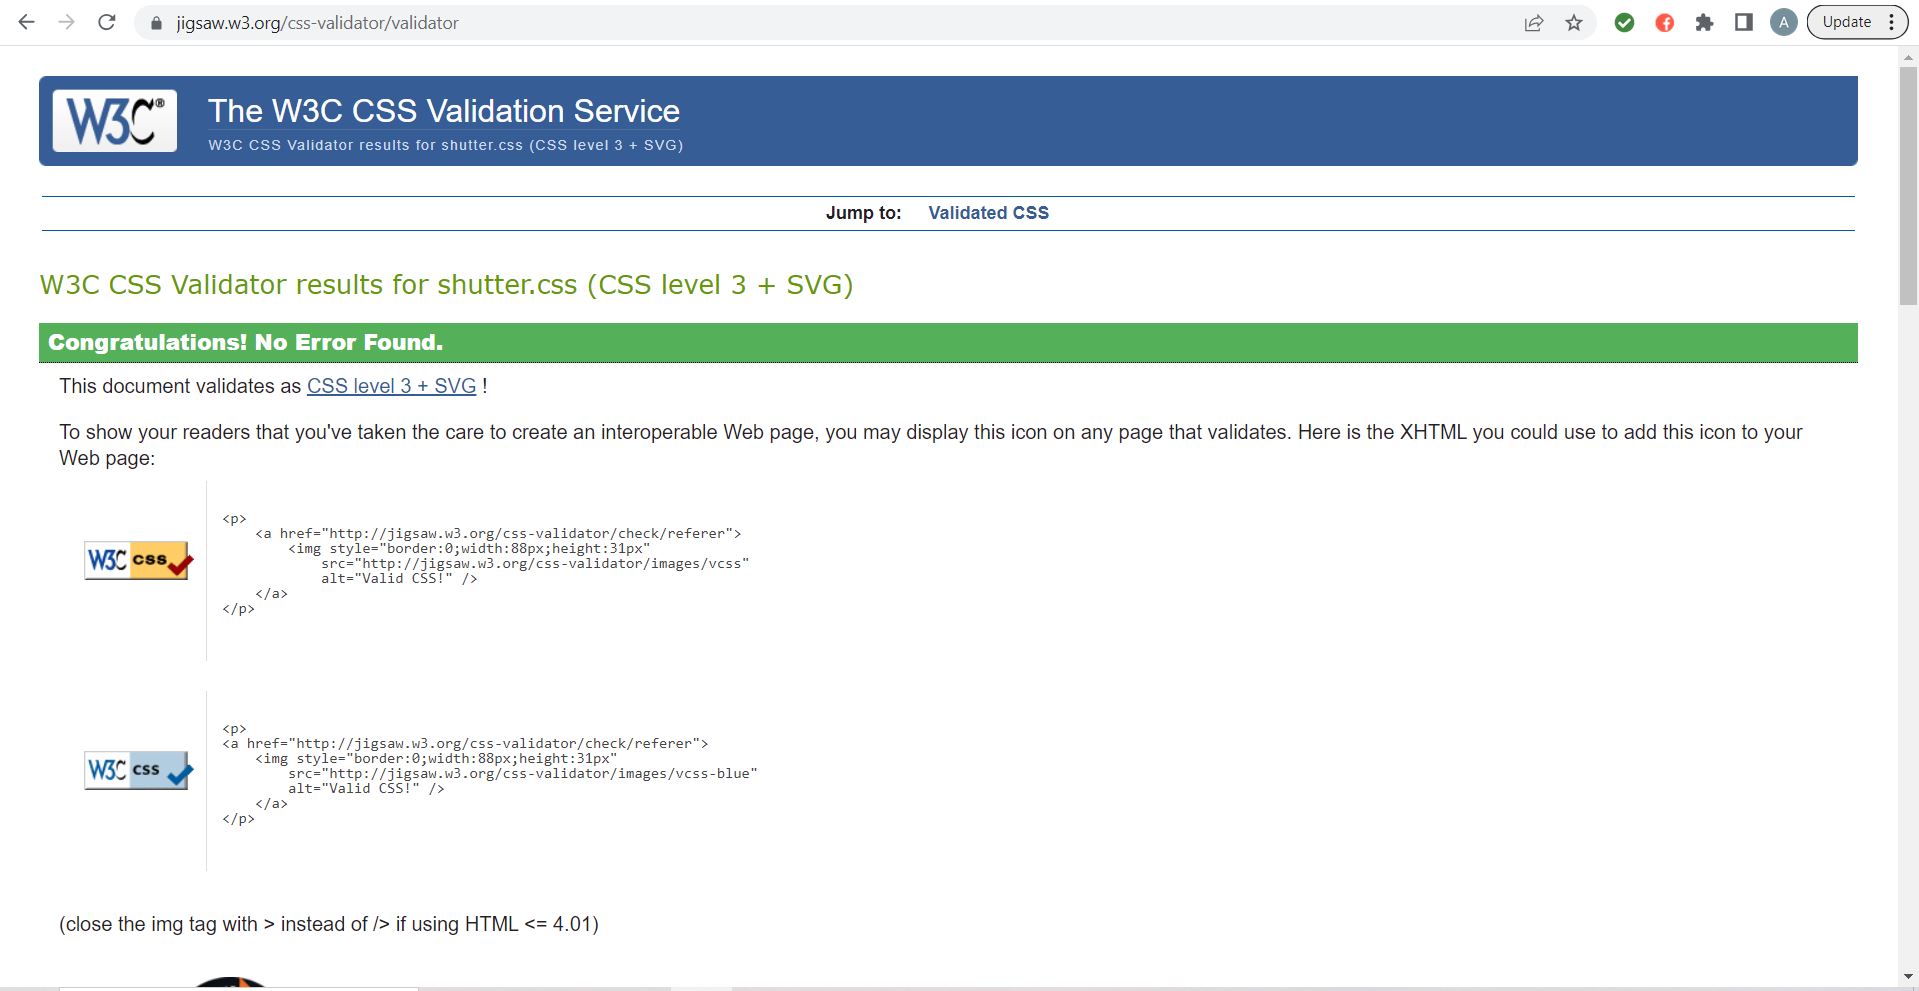 jigsaw.w3.org/css-validator/validator
A
Update
W3C®
The W3C CSS Validation Service
W3C CSS Validator results for shutter.css (CSS level 3 + SVG)
Jump to: Validated CSS
W3C CSS Validator results for shutter.css (CSS level 3 + SVG)
Congratulations! No Error Found.
This document validates as CSS level 3 + SVG !
To show your readers that you've taken the care to create an interoperable Web page, you may display this icon on any page that validates. Here is the XHTML you could use to add this icon to your
Web page:
W3C css
<p>
<a href="http://jigsaw.w3.org/css-validator/check/referer">
<img style="border:0;width:88px;height:31px"
src="http://jigsaw.w3.org/css-validator/images/vcss"
alt="Valid CSS!" />
</a>
</p>
W3C css
<p>
<a href="http://jigsaw.w3.org/css-validator/check/referer">
<img style="border:0;width:88px;height:31px"
src="http://jigsaw.w3.org/css-validator/images/vcss-blue"
alt="Valid CSS!" />
</a>
</p>
(close the img tag with > instead of /> if using HTML <= 4.01)